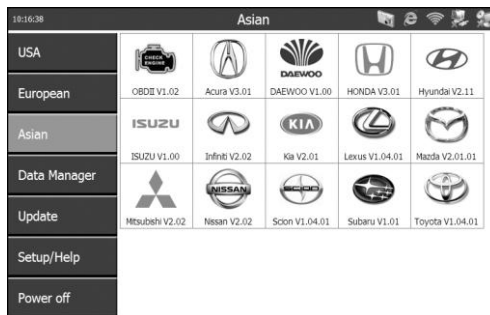 10:16:38
Asian
USA
European
Asian
Data Manager
Update
Setup/Help
Power off
CHECK
ENGINE
DAEWOO
OBDII V1.02
Acura V3.01
DAEWOO V1.00
HONDA V3.01
Hyundai V2.11
ISUZU
KIA
ISUZU V1.00
Infiniti V2.02
Kia V2.01
Lexus V1.04.01
Mazda V2.01.01
NISSAN
SCION
Mitsubishi V2.02
Nissan V2.02
Scion V1.04.01
Subaru V1.01
Toyota V1.04.01